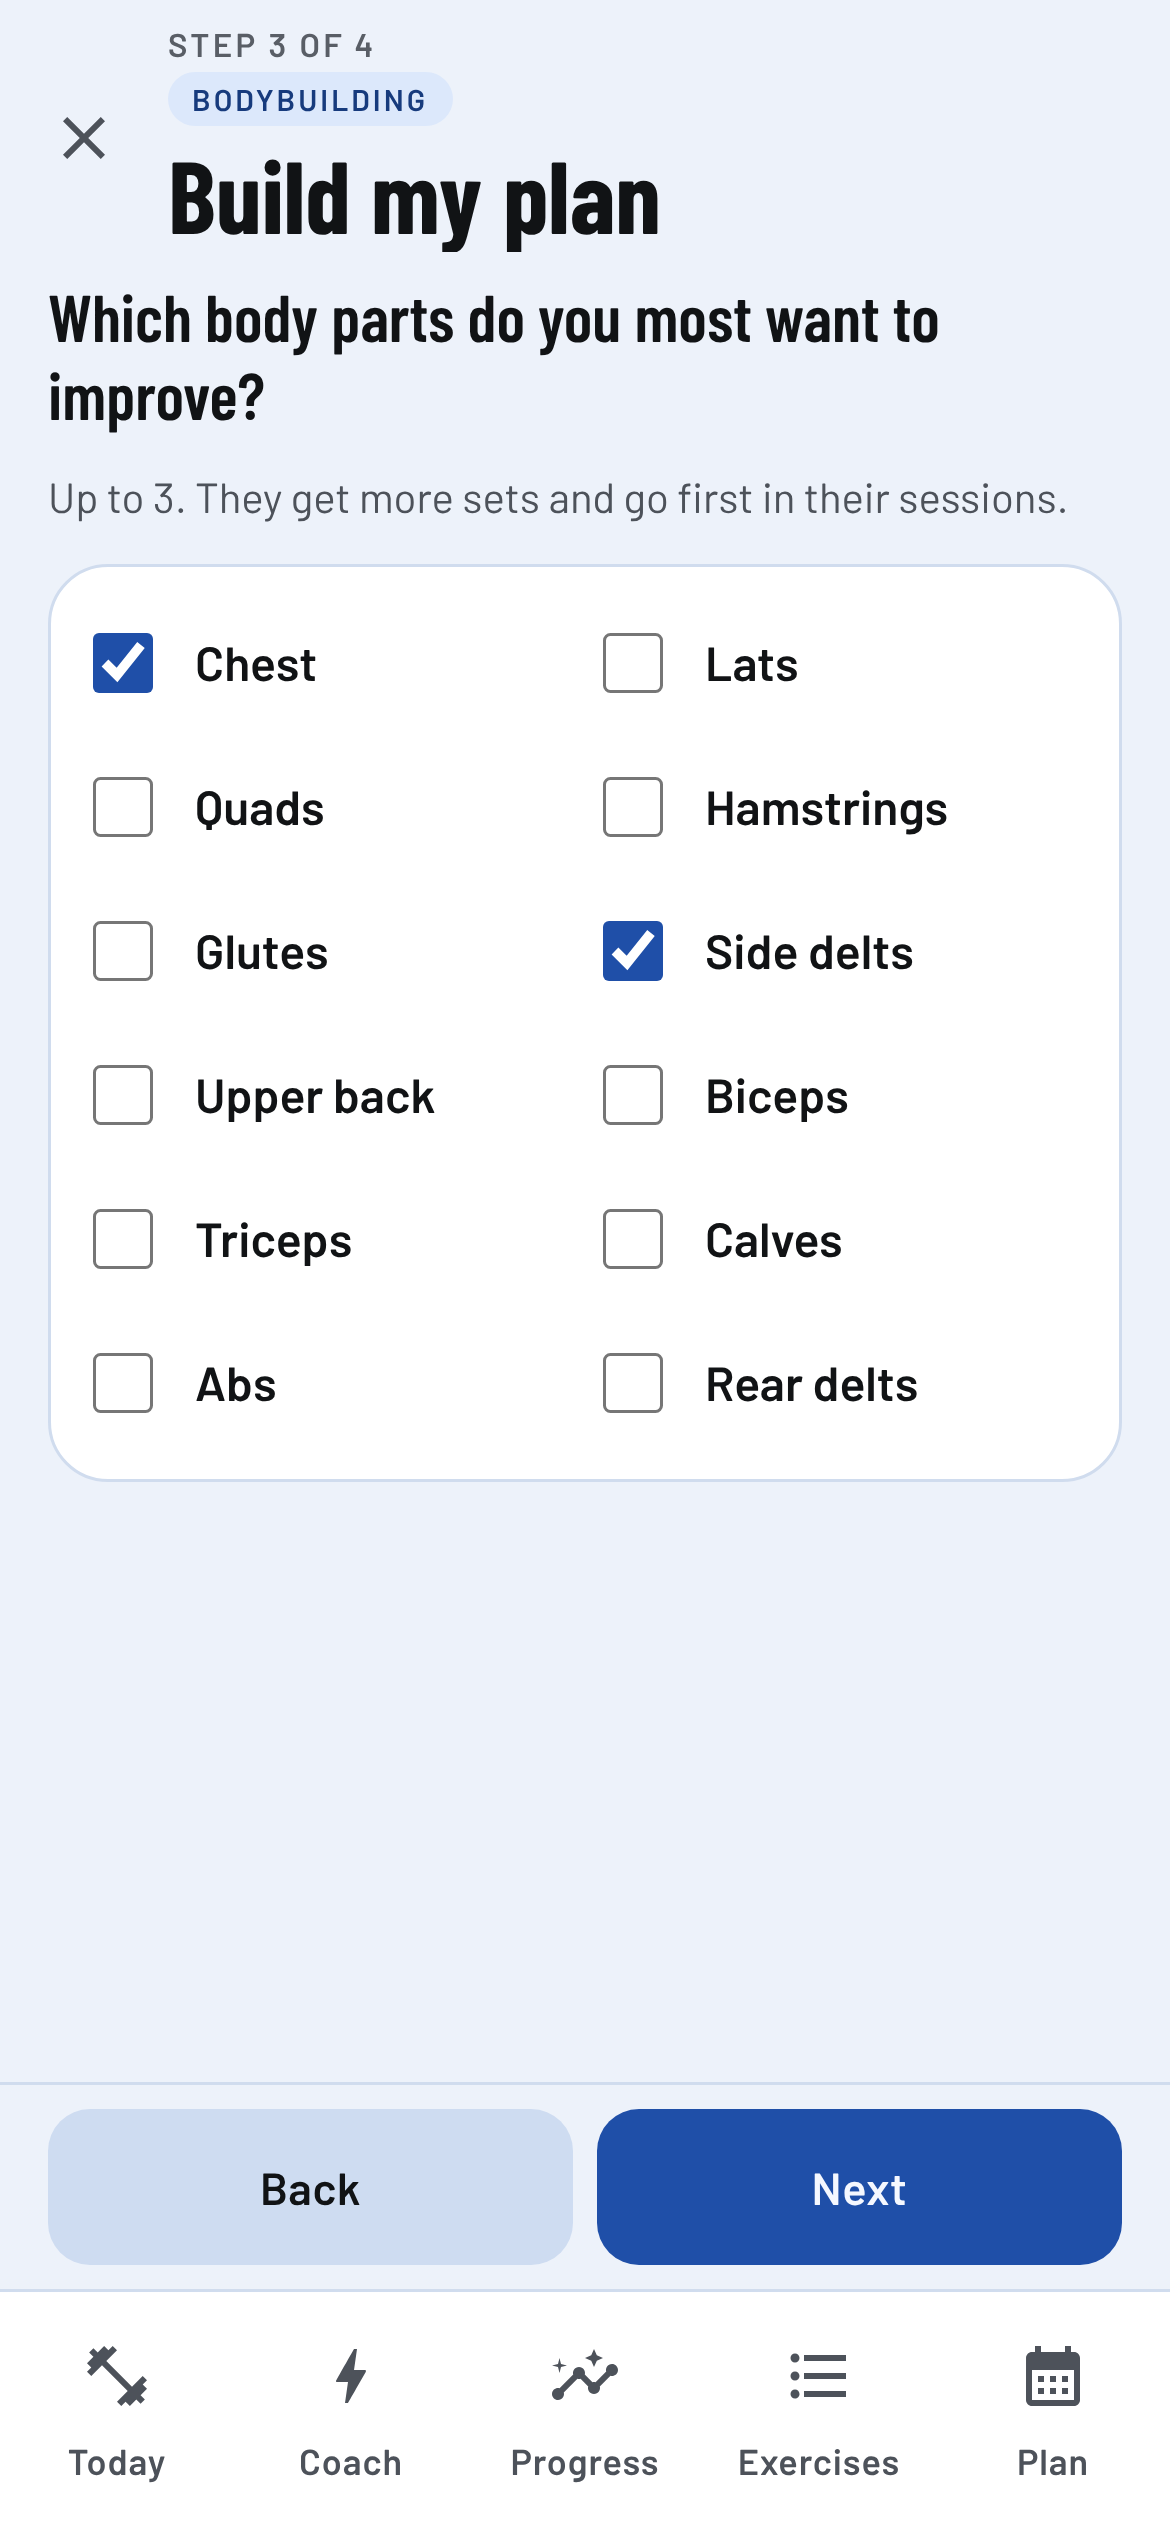 STEP 3 OF 4
BODYBUILDING
Build my plan
Which body parts do you most want to
improve?
Up to 3. They get more sets and go first in their sessions.
Chest
Lats
Quads
Hamstrings
Glutes
Side delts
Upper back
Biceps
Triceps
Calves
Abs
Rear delts
Back
Next
Today
Coach
Progress
Exercises
Plan